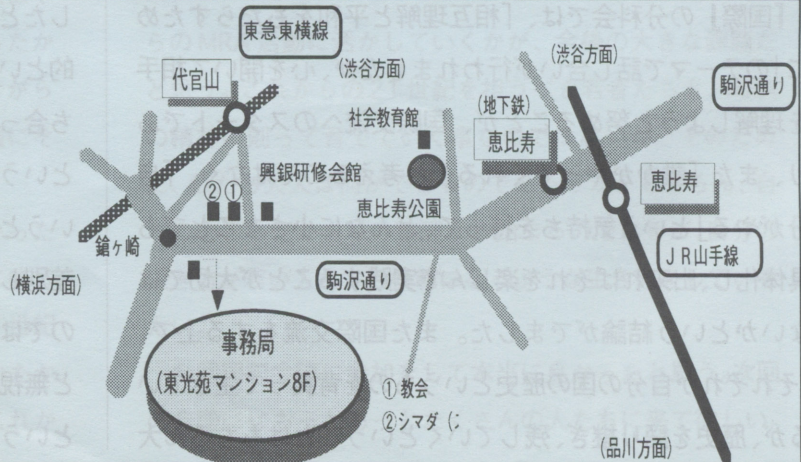 東急東横線
代官山
(渋谷方面)
(渋谷方面)
駒沢通り
社会教育館
(地下鉄)
恵比寿
興銀研修会館
② ①
恵比寿公園
恵比寿
鎗ヶ崎
JR山手線
(横浜方面)
駒沢通り
事務局
(東光苑マンション8F)
① 教会
② シマダ (
(品川方面)